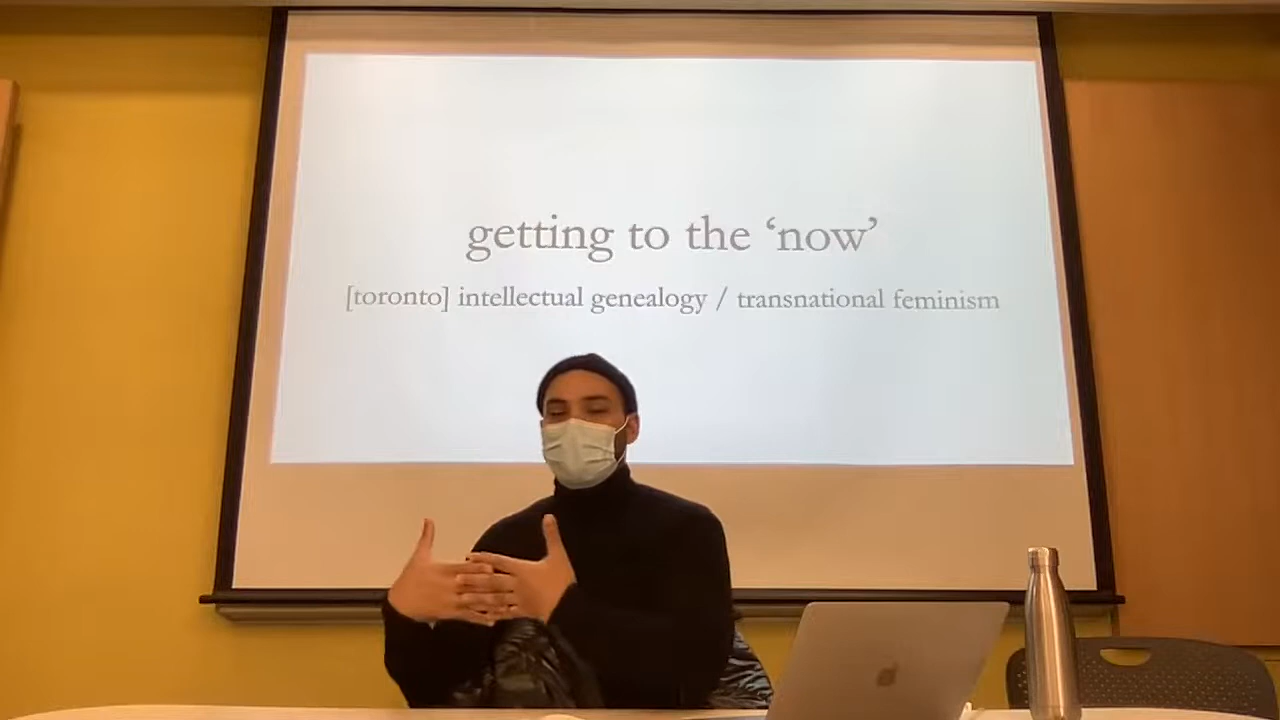 getting to the ‘now’
[toronto] intellectual genealogy / transnational feminism